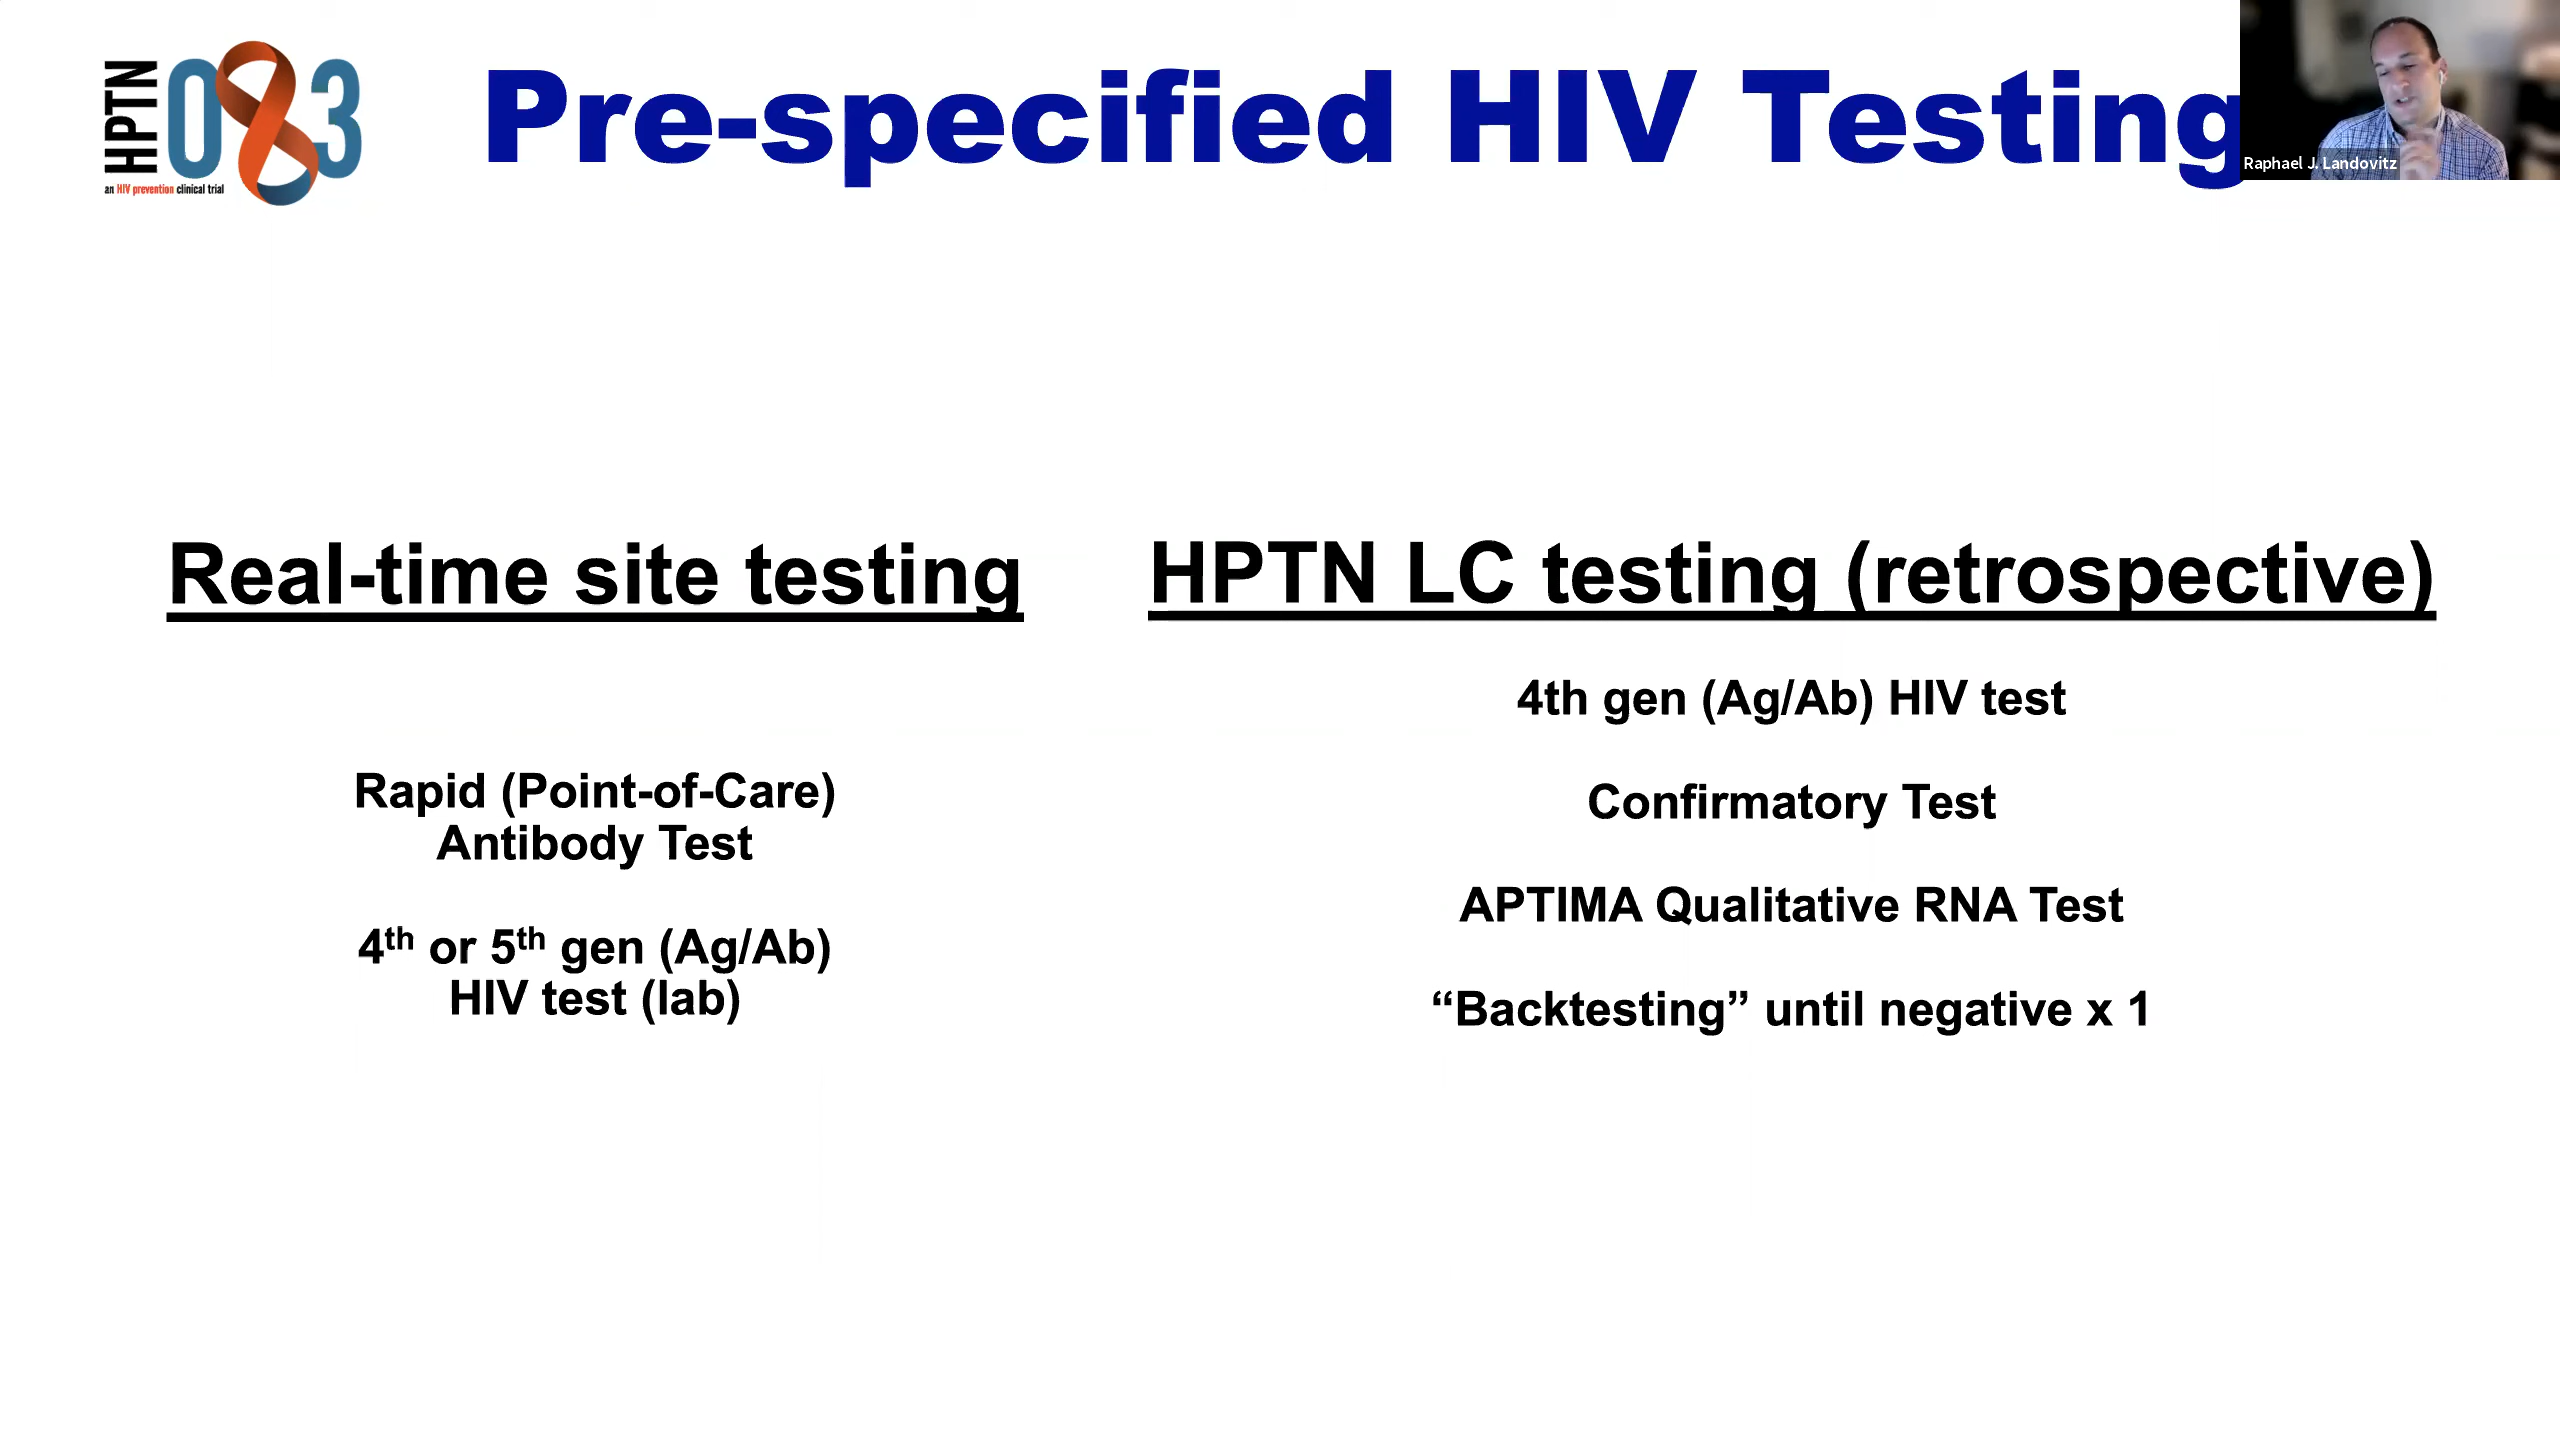 HPTN 083
an HIV prevention clinical trial
Pre-specified HIV Testing
Raphael J. Landovitz
Real-time site testing
Rapid (Point-of-Care)
Antibody Test
4th or 5th gen (Ag/Ab)
HIV test (lab)
HPTN LC testing (retrospective)
4th gen (Ag/Ab) HIV test
Confirmatory Test
APTIMA Qualitative RNA Test
“Backtesting” until negative x 1